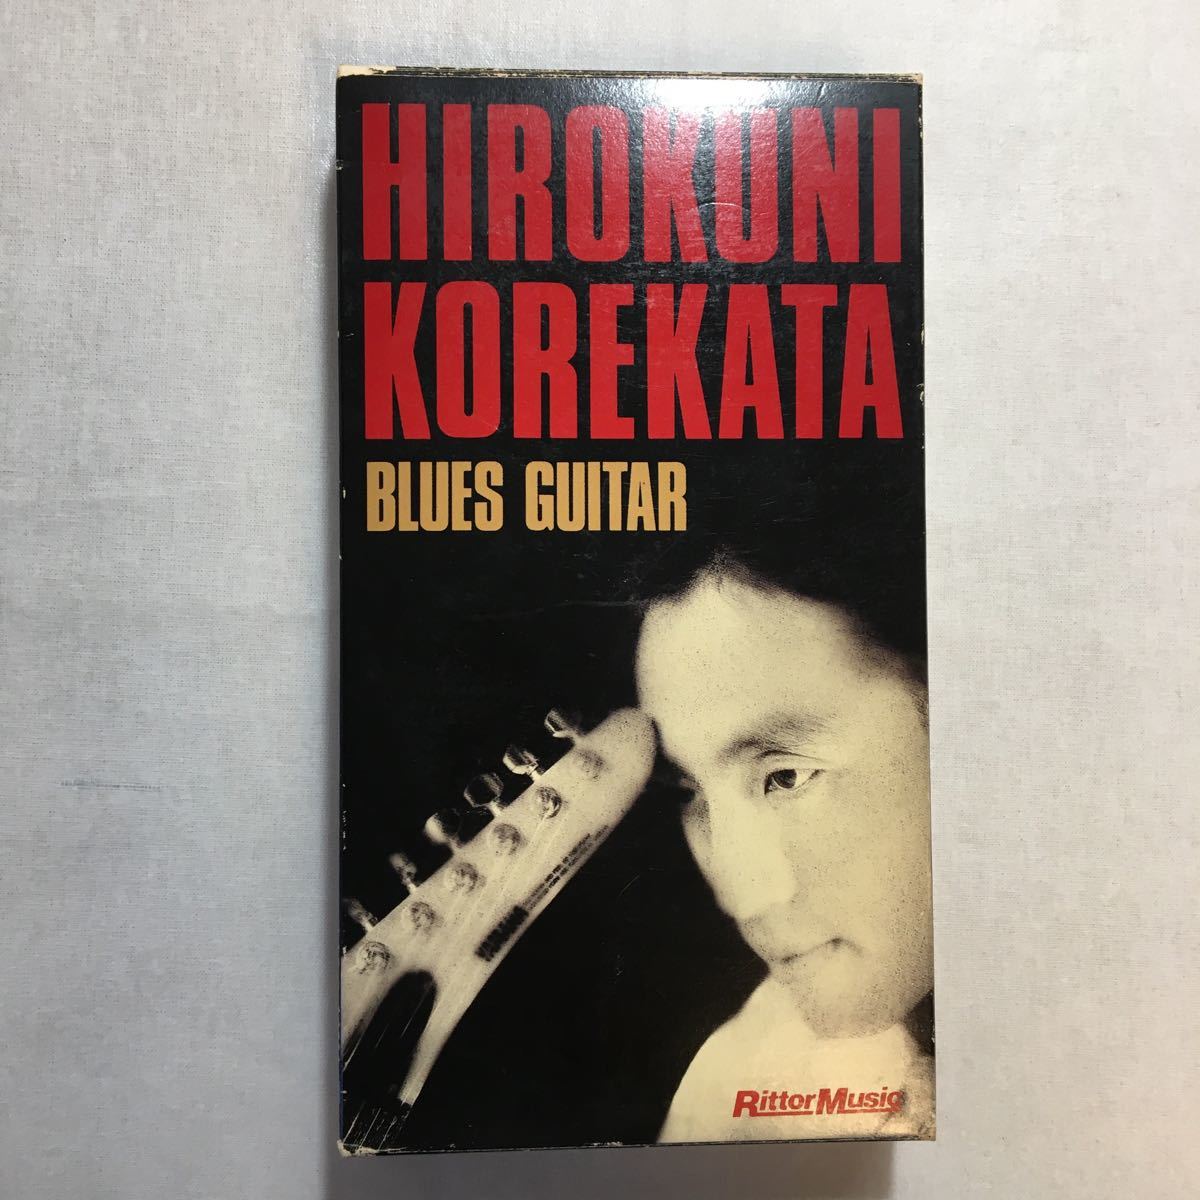 HIROKUNI
KOREKATA
BLUES GUITAR
RittorMusic